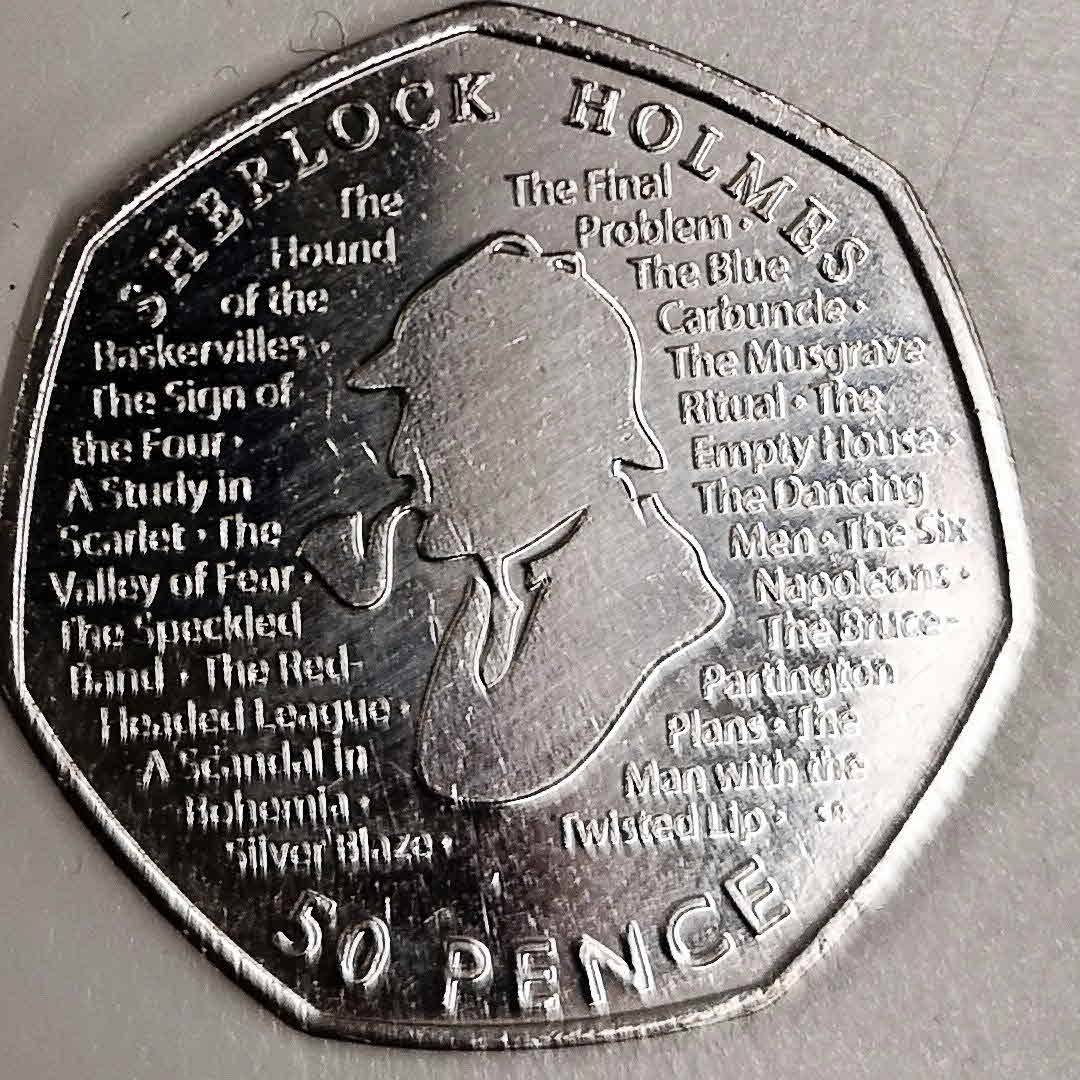 SHERLOCK HOLMES
The
Hound
of the
Baskervilles •
The Sign of
the Four •
A Study in
Scarlet • The
Valley of Fear •
The Speckled
Band • The Red-
Headed League •
A Scandal in
Bohemia •
Silver Blaze •
The Final
Problem •
The Blue
Carbuncle •
The Musgrave
Ritual • The
Empty House •
The Dancing
Men • The Six
Napoleons •
The Bruce-
Partington
Plans • The
Man with the
Twisted Lip •
SR
50 PENCE